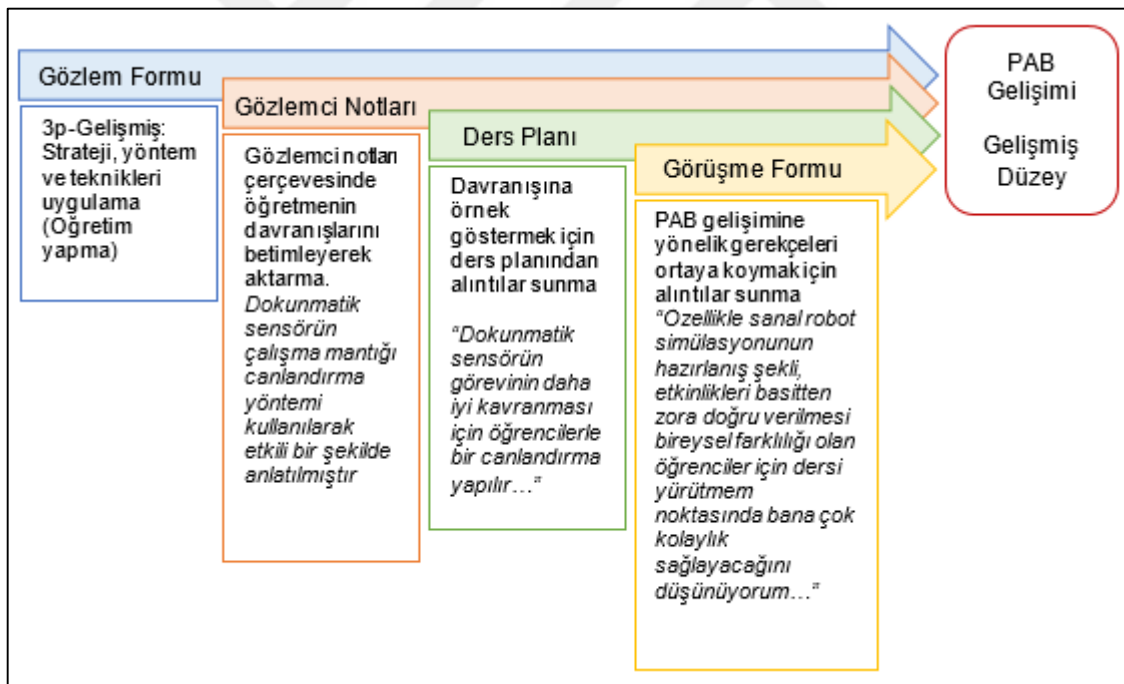 Gözlem Formu
3p-Gelişmiş:
Strateji, yöntem
ve teknikleri
uygulama
(Oğretim
yapma)
Gözlemci Notları
Gözlemci notları
çerçevesinde
öğretmenin
davranışlarını
betimleyerek
aktarma.
Dokunmatik
sensörün
çalışma mantığı
canlandırma
yöntemi
kullanılarak
etkili bir şekilde
anlatılmıştır
Ders Planı
Davranışına
örnek
göstermek için
ders planından
alıntılar sunma
“Dokunmatik
sensörün
görevinin daha
iyi kavranması
için öğrencilerle
bir canlandırma
yapılır…”
Görüşme Formu
PAB gelişimine
yönelik gerekçeleri
ortaya koymak için
alıntılar sunma
“Ozellikle sanal robot
simülasyonunun
hazırlanış şekli,
etkinlikleri basitten
zora doğru verilmesi
bireysel farklılığı olan
öğrenciler için dersi
yürütmem
noktasında bana çok
kolaylık
sağlayacağını
düşünüyorum…”
PAB
Gelişimi
Gelişmiş
Düzey